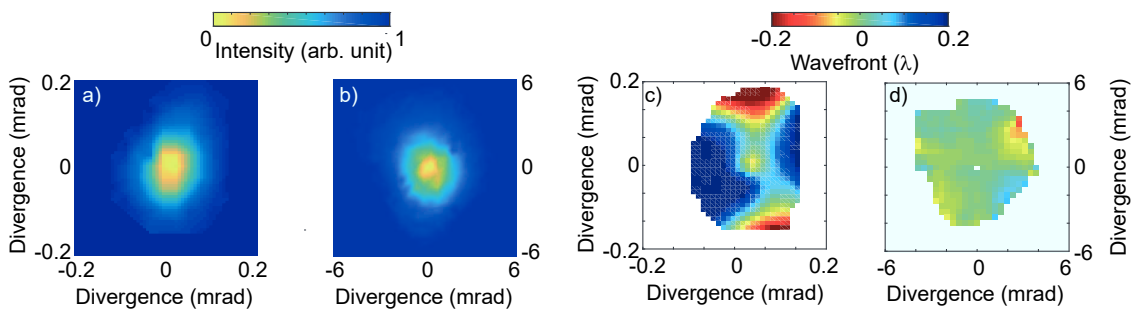 0 1
Intensity (arb. unit)
-0.2 0 0.2
Wavefront (λ)
a)
b)
c)
d)
Divergence (mrad)
0.2
0
-0.2
-0.2 0 0.2
Divergence (mrad)
6
0
-6
-6 0 6
Divergence (mrad)
Divergence (mrad)
0.2
0
-0.2
-0.2 0 0.2
Divergence (mrad)
6
0
-6
Divergence (mrad)
-6 0 6
Divergence (mrad)